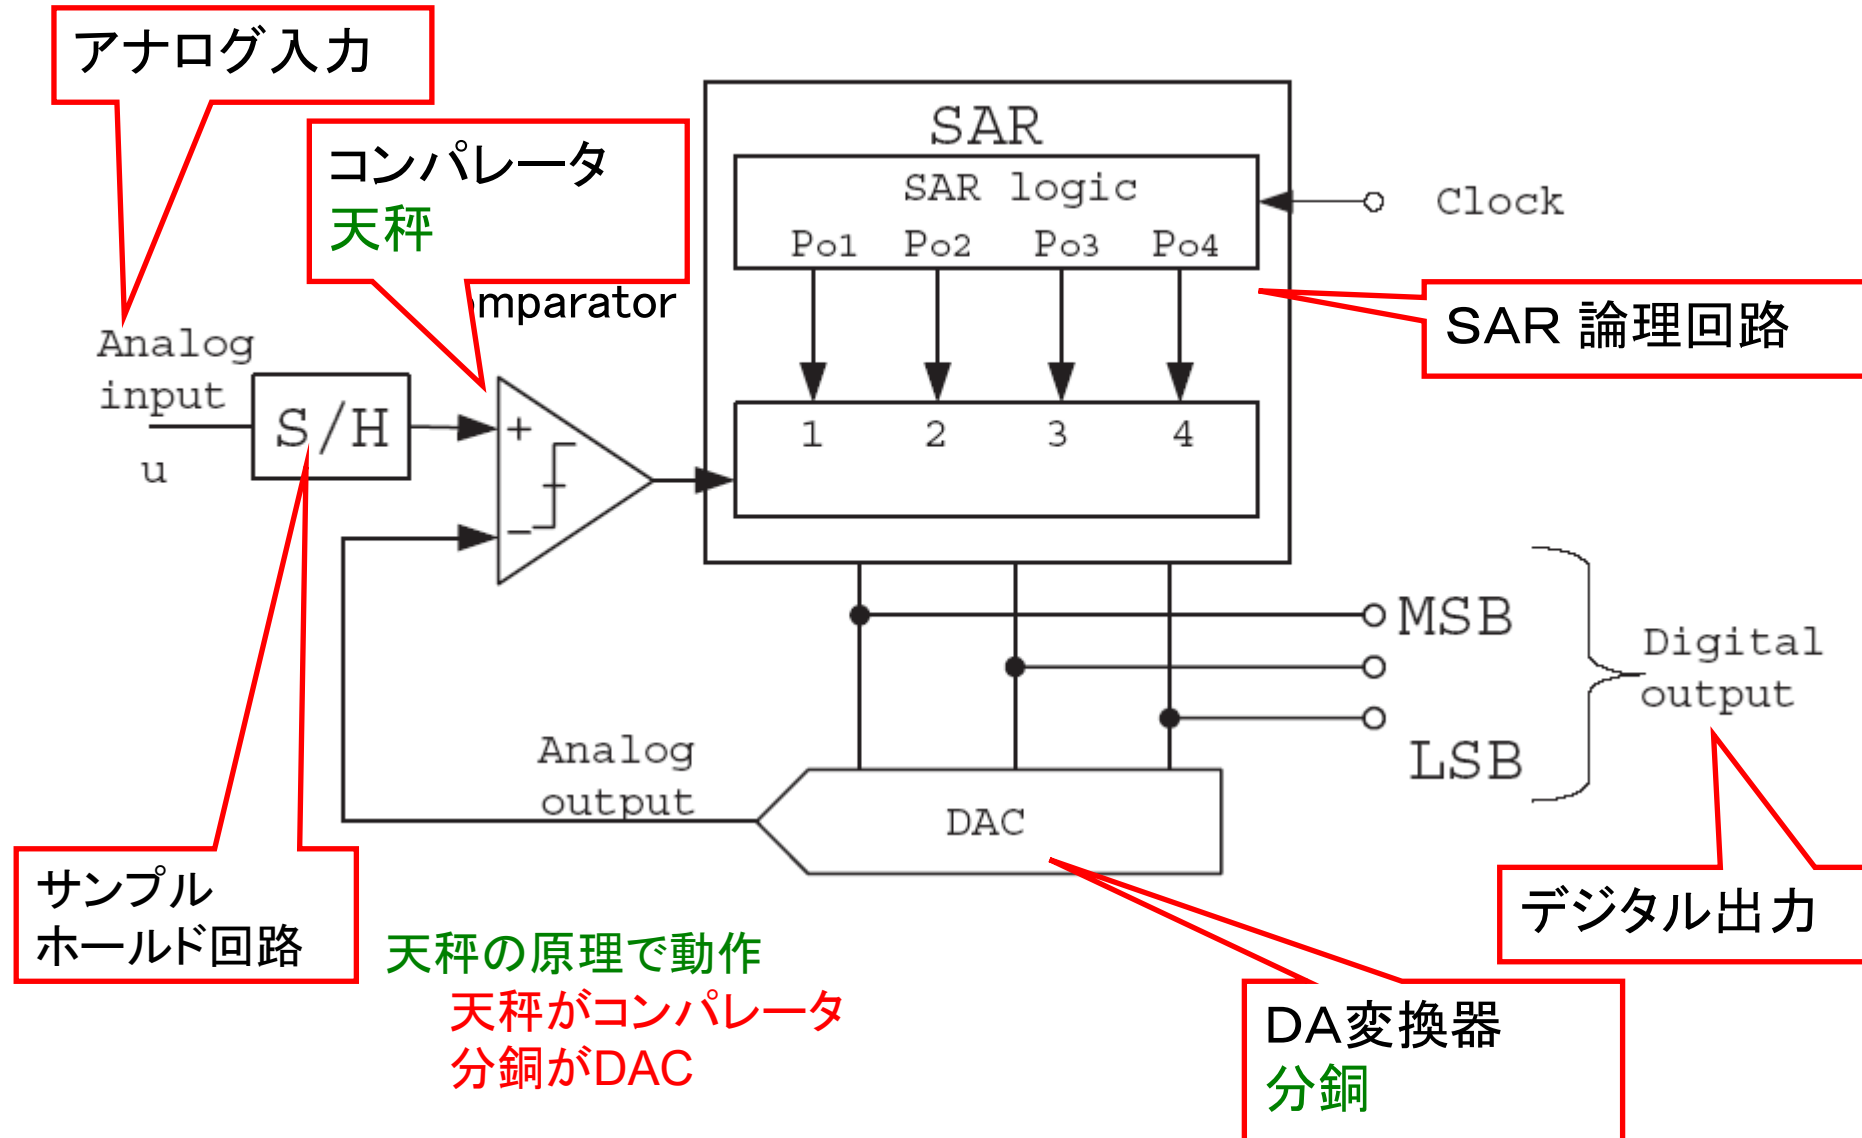 アナログ入力
コンパレータ
天秤
mparator
SAR
SAR logic
Po1 Po2 Po3 Po4
Clock
SAR 論理回路
Analog
input
u
S/H
+
−
1 2 3 4
MSB
LSB
Digital
output
Analog
output
DAC
サンプル
ホールド回路
デジタル出力
天秤の原理で動作
天秤がコンパレータ
分銅がDAC
DA変換器
分銅